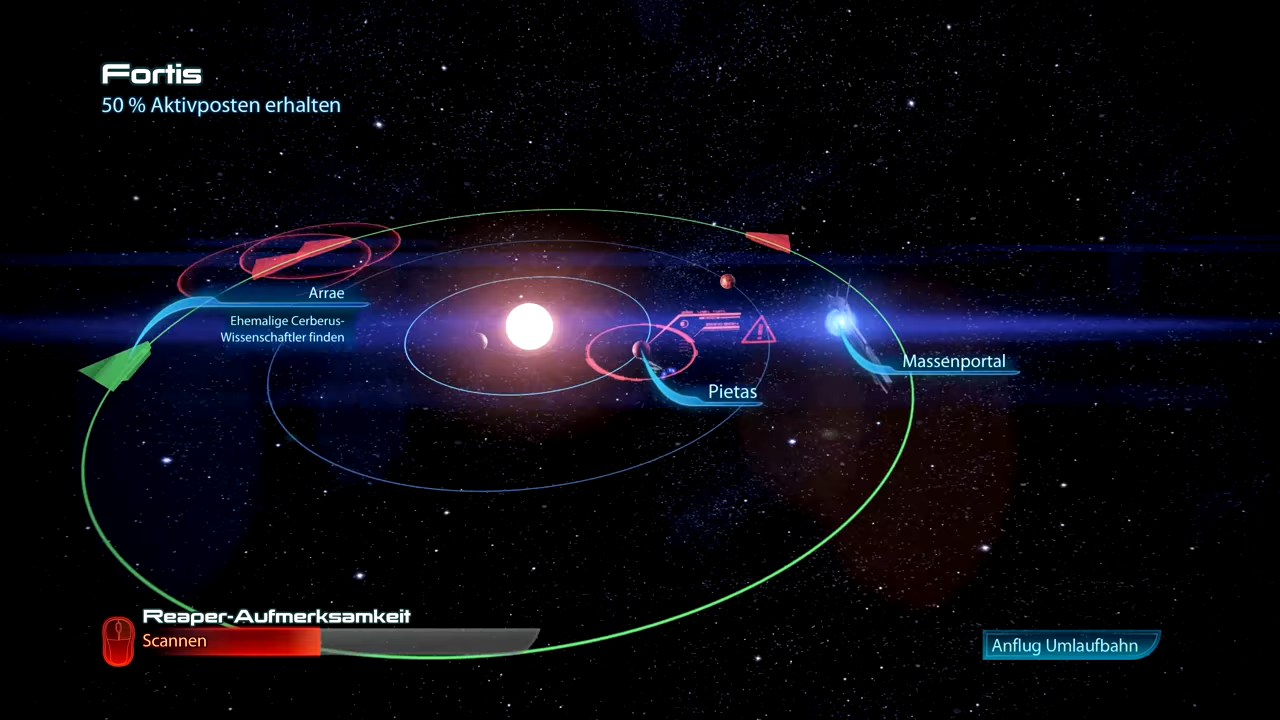 Fortis
50 % Aktivposten erhalten
Arrae
Ehemalige Cerberus-
Wissenschaftler finden
Massenportal
Pietas
Reaper-Aufmerksamkeit
Scannen
Anflug Umlaufbahn